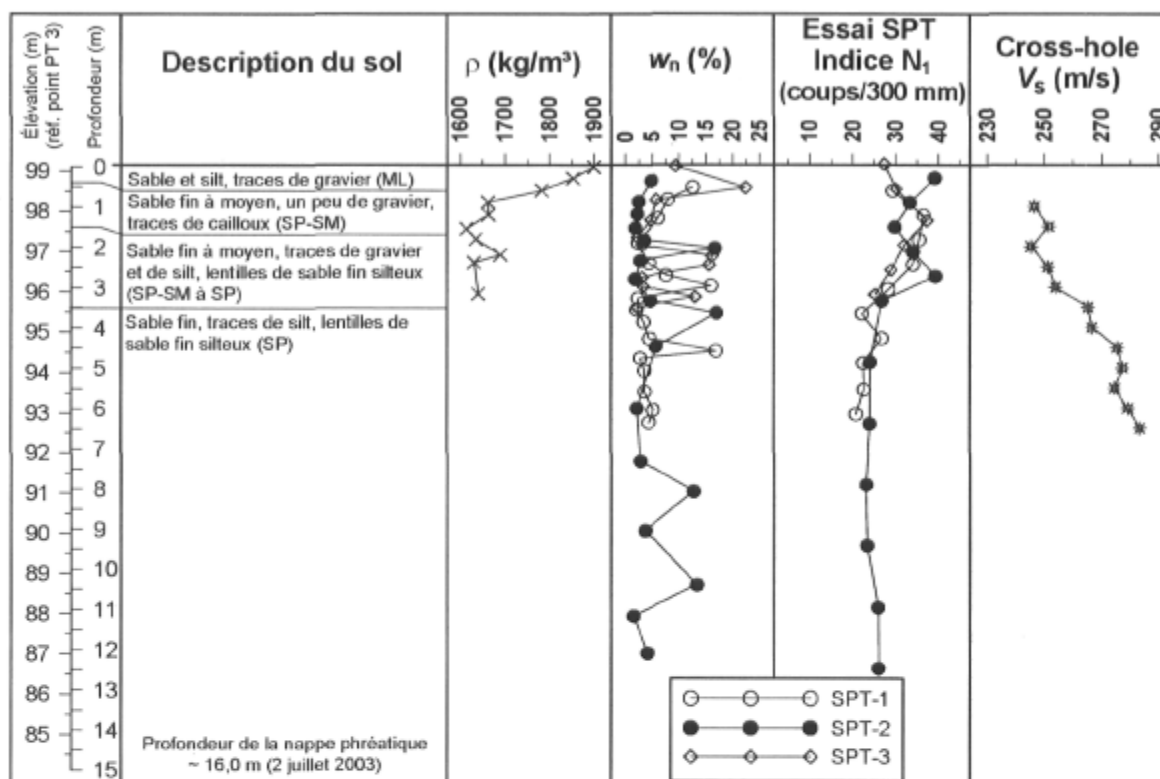 Élévation (m)
(réf. point PT 3)
Profondeur (m)
Description du sol
ρ (kg/m³)
1600
1700
1800
1900
wn (%)
0
5
10
15
20
25
Essai SPT
Indice N1
(coups/300 mm)
10
20
30
40
Cross-hole
Vs (m/s)
230
250
270
290
99
98
97
96
95
94
93
92
91
90
89
88
87
86
85
0
1
2
3
4
5
6
7
8
9
10
11
12
13
14
15
Sable et silt, traces de gravier (ML)
Sable fin à moyen, un peu de gravier,
traces de cailloux (SP-SM)
Sable fin à moyen, traces de gravier
et de silt, lentilles de sable fin silteux
(SP-SM à SP)
Sable fin, traces de silt, lentilles de
sable fin silteux (SP)
Profondeur de la nappe phréatique
~ 16,0 m (2 juillet 2003)
SPT-1
SPT-2
SPT-3